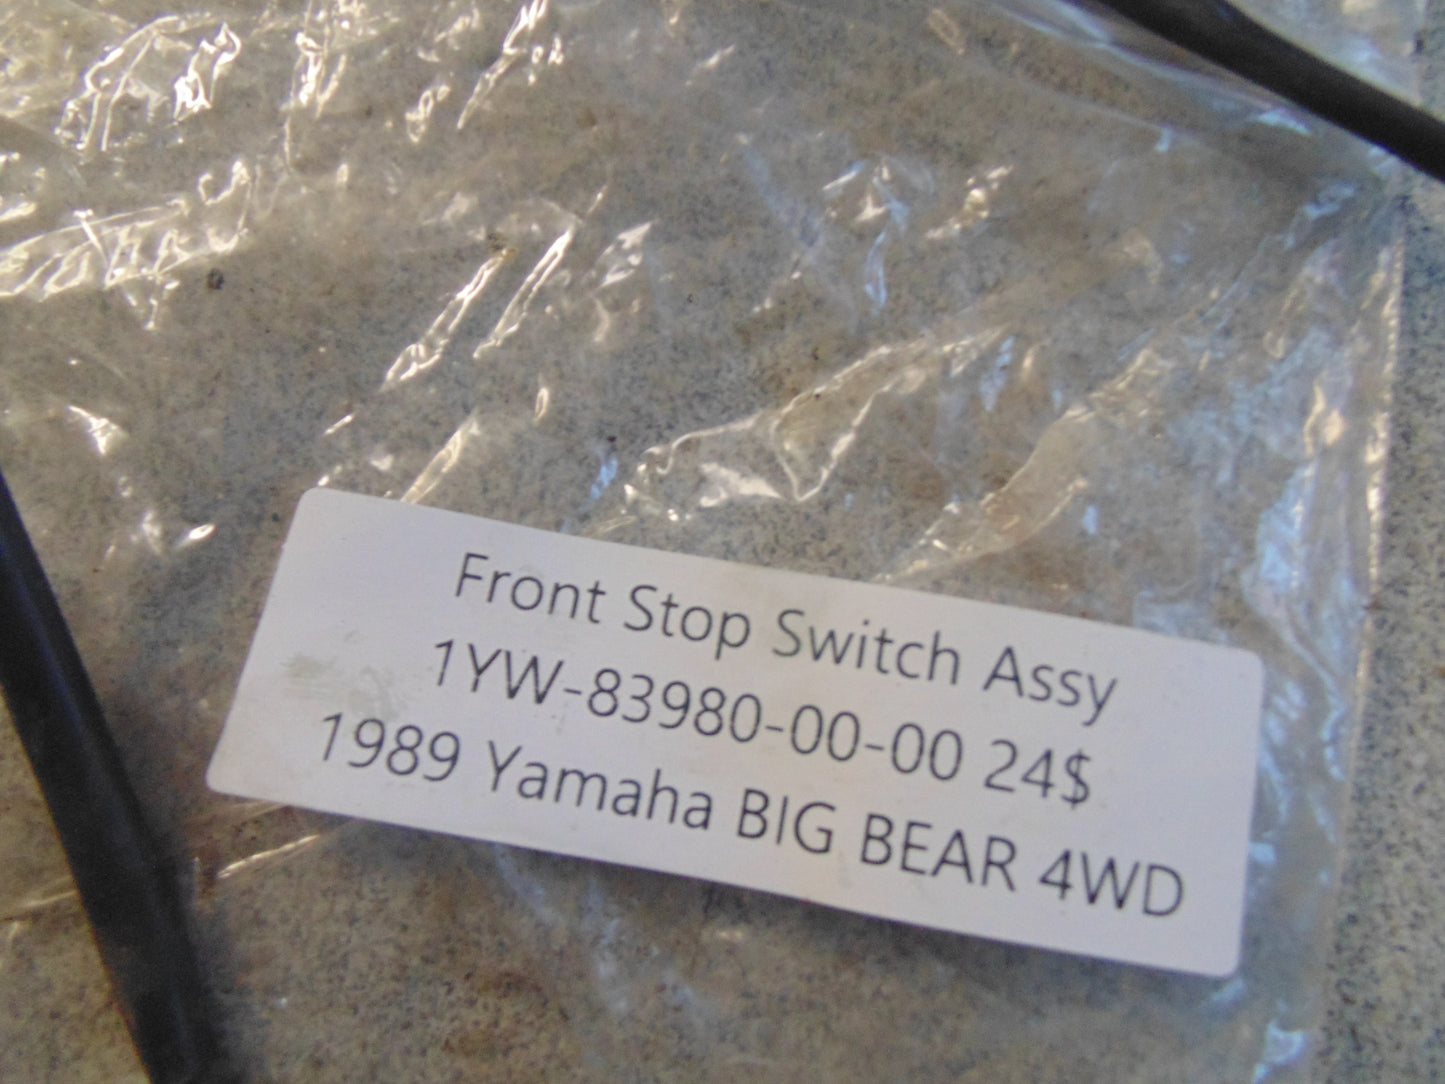 Front Stop Switch Assy
1YW-83980-00-00 24$
1989 Yamaha BIG BEAR 4WD